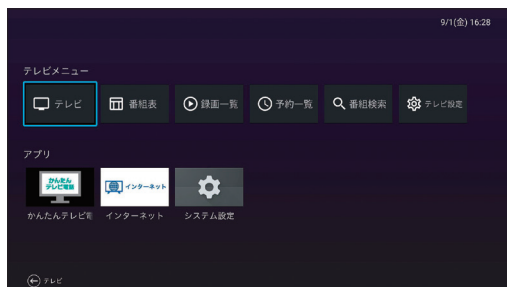 9/1(金) 16:28
テレビメニュー
テレビ
番組表
録画一覧
予約一覧
番組検索
テレビ設定
アプリ
かんたん
テレビ電話
インターネット
かんたんテレビ電
インターネット
システム設定
テレビ